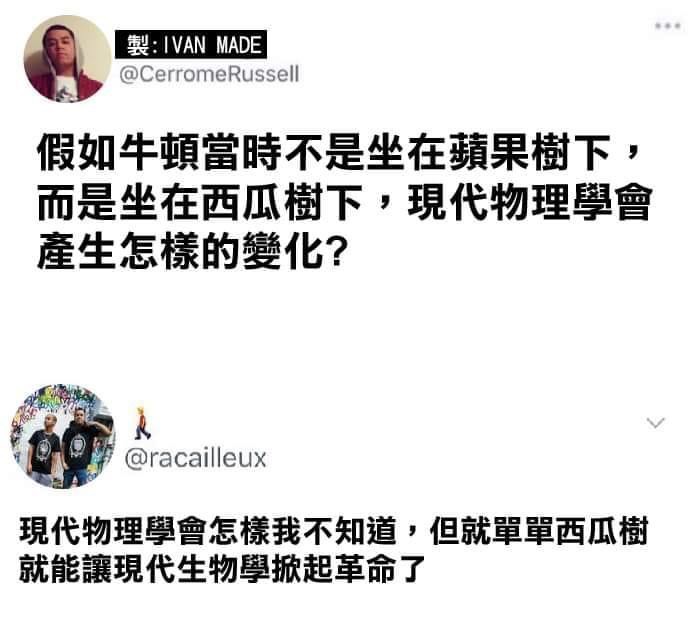 製:IVAN MADE
@CerromeRussell
假如牛頓當時不是坐在蘋果樹下，
而是坐在西瓜樹下，現代物理學會
產生怎樣的變化?
@racailleux
現代物理學會怎樣我不知道，但就單單西瓜樹
就能讓現代生物學掀起革命了